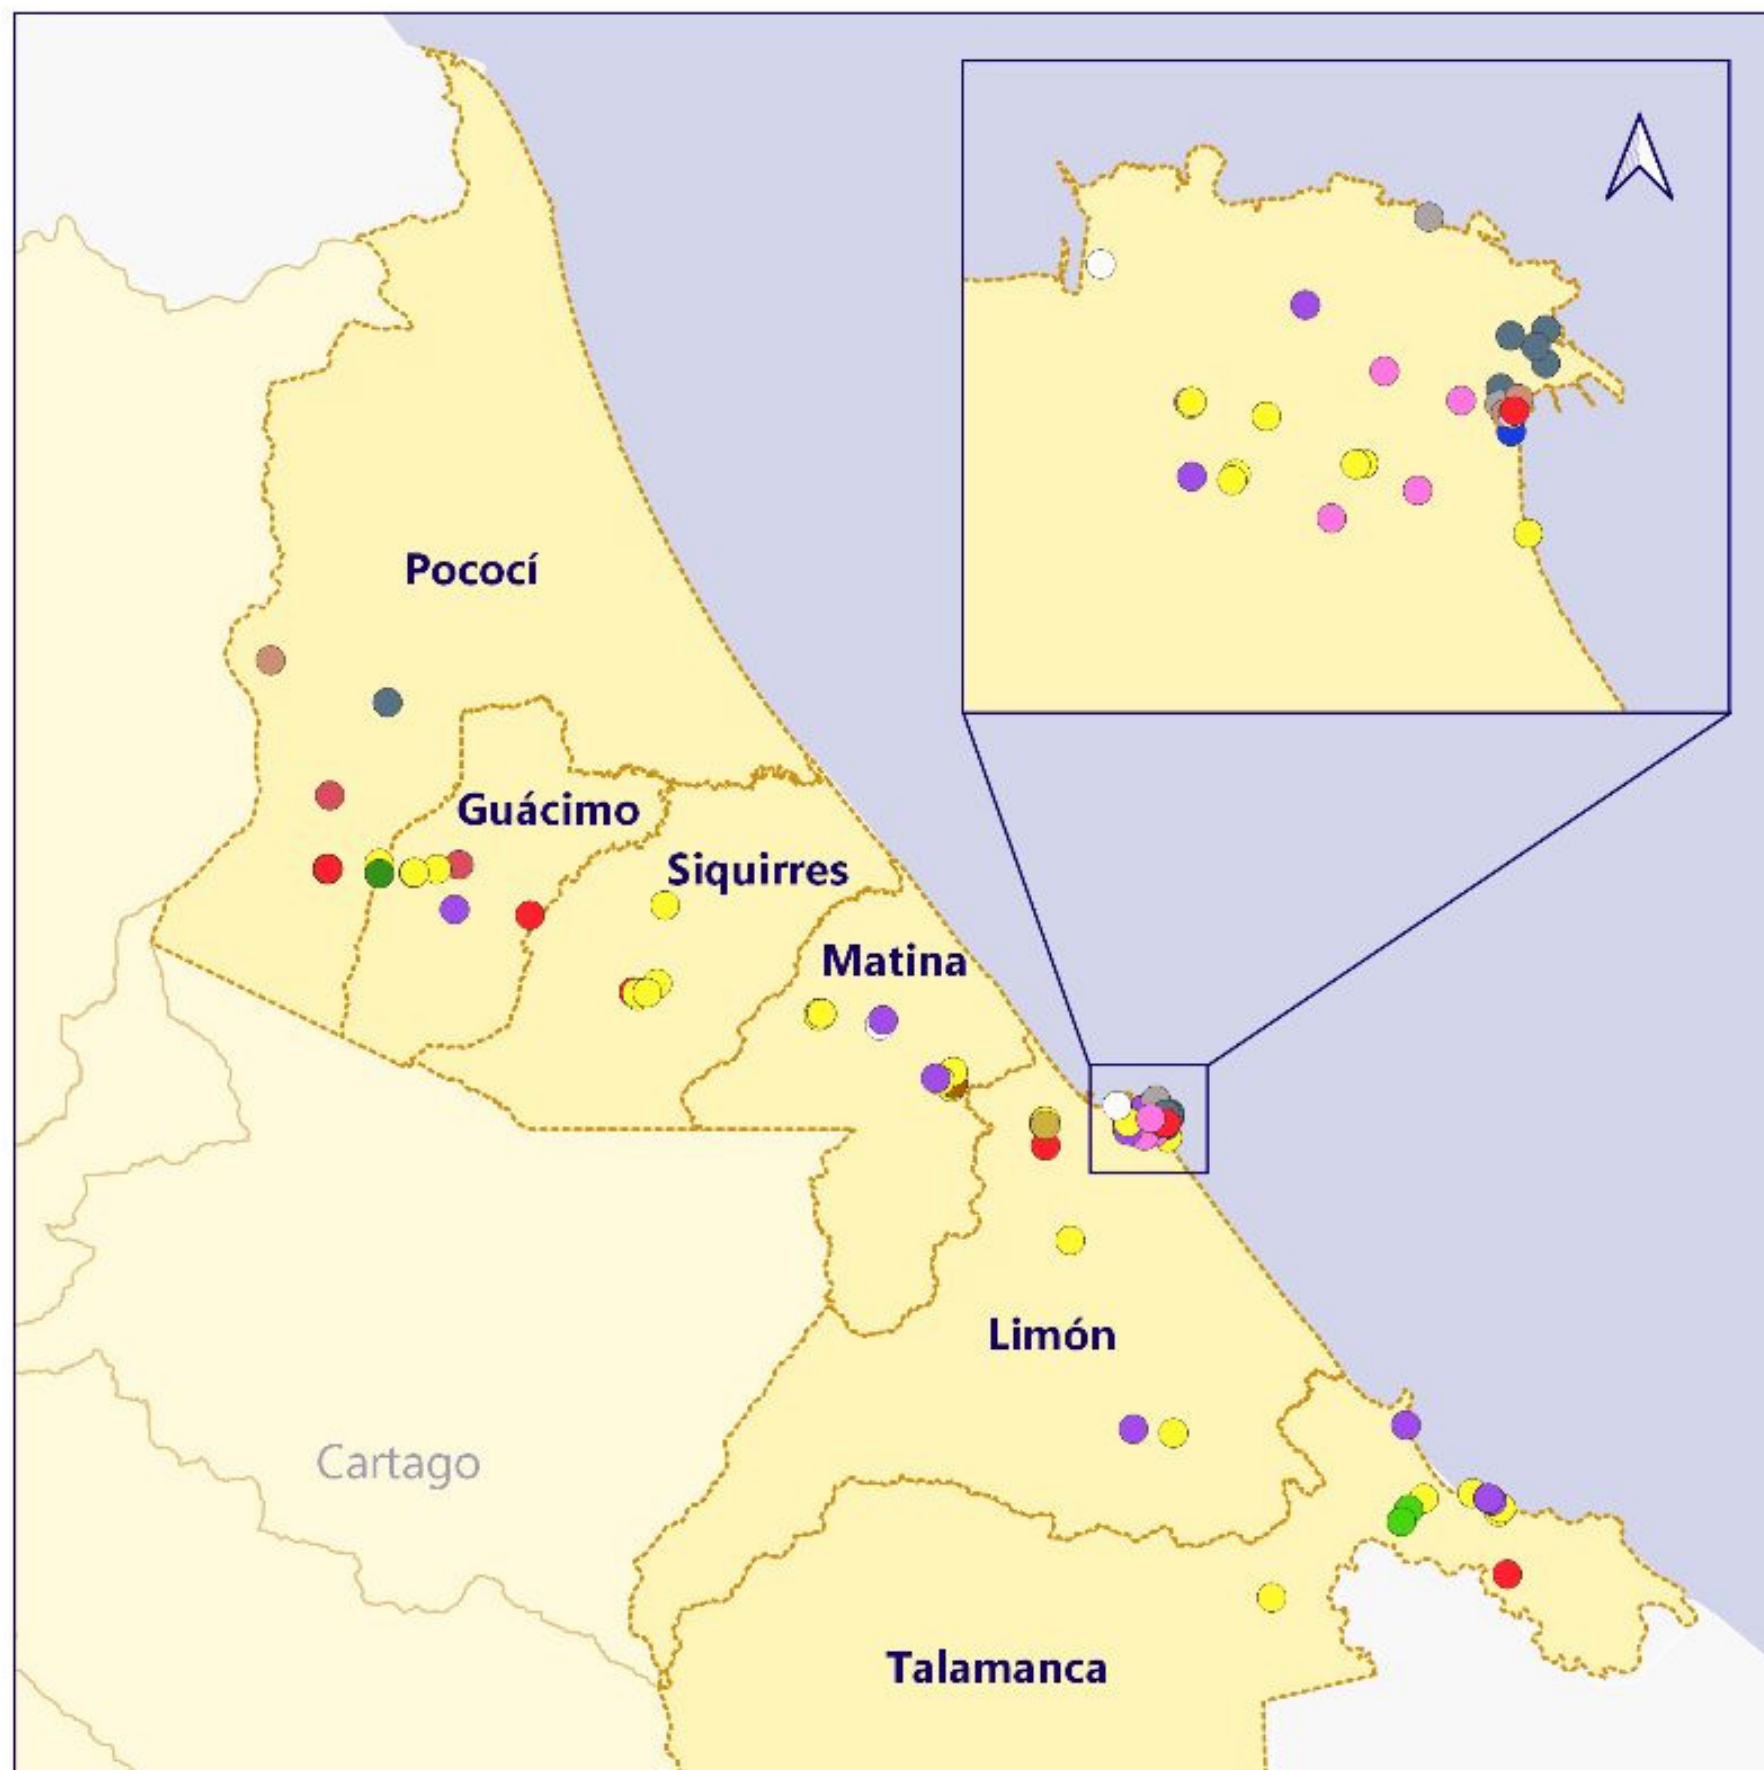 Pococí
Guácimo
Siquirres
Matina
Limón
Cartago
Talamanca